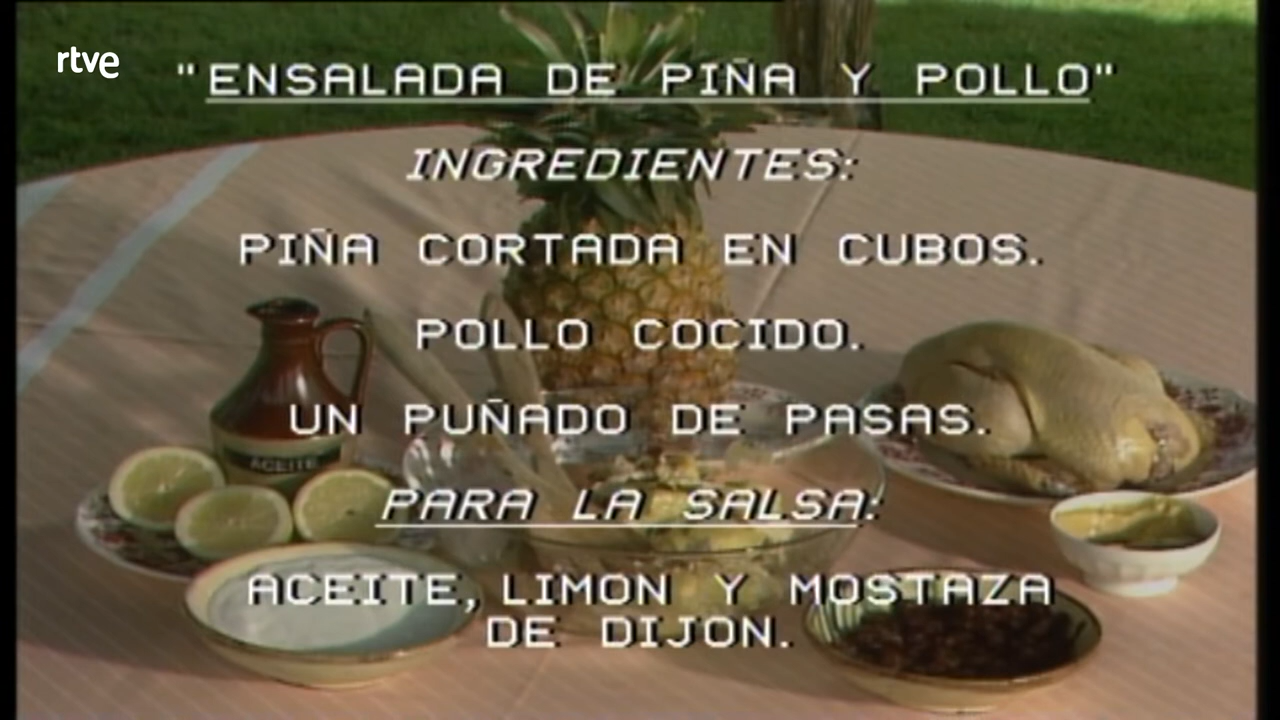 rtve
"ENSALADA DE PIÑA Y POLLO"
INGREDIENTES:
PIÑA CORTADA EN CUBOS.
POLLO COCIDO.
UN PUÑADO DE PASAS.
ACEITE
PARA LA SALSA:
ACEITE, LIMON Y MOSTAZA
DE DIJON.